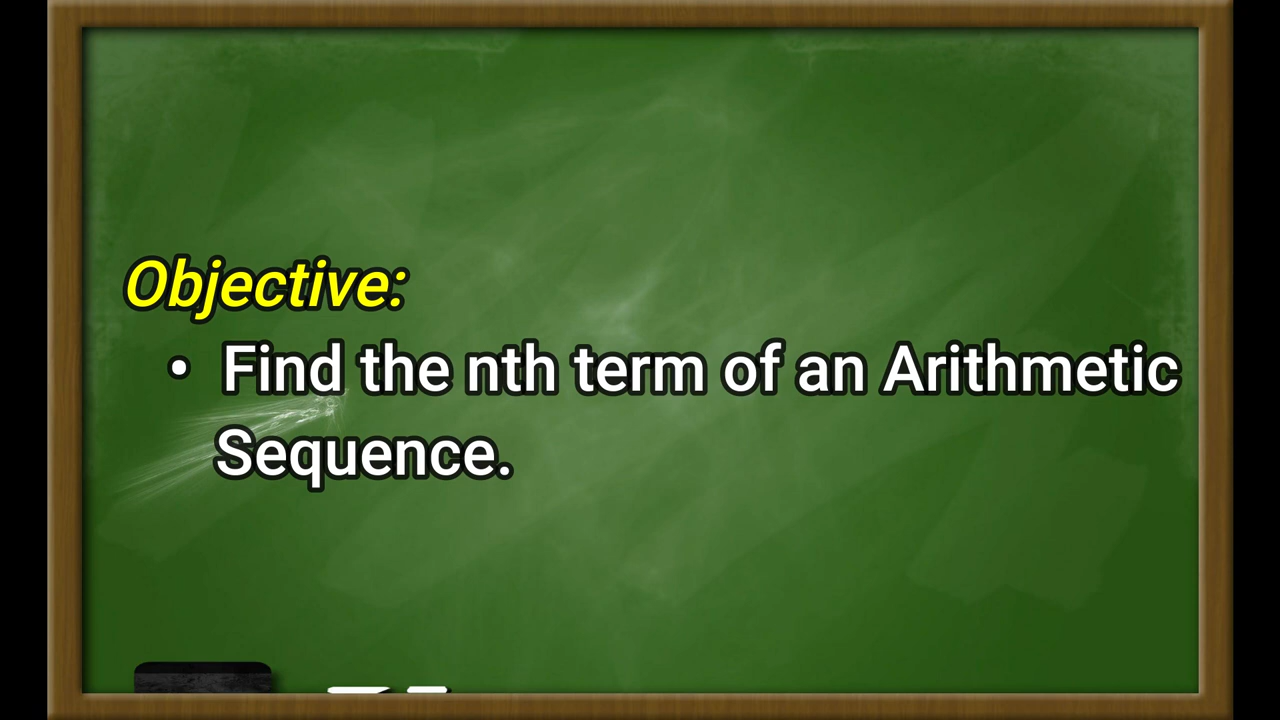 Objective:
• Find the nth term of an Arithmetic
Sequence.